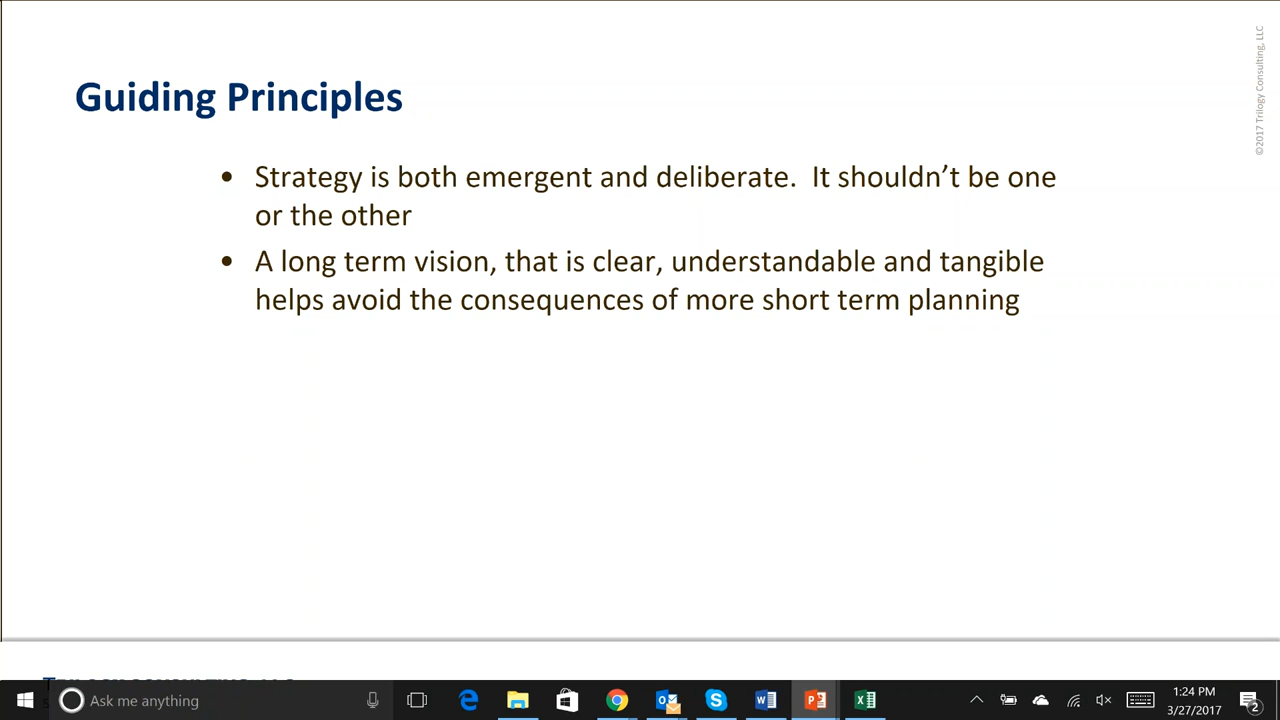 ©2017 Trilogy Consulting, LLC
Guiding Principles
• Strategy is both emergent and deliberate.  It shouldn’t be one
or the other
• A long term vision, that is clear, understandable and tangible
helps avoid the consequences of more short term planning
Ask me anything
1:24 PM
3/27/2017
2